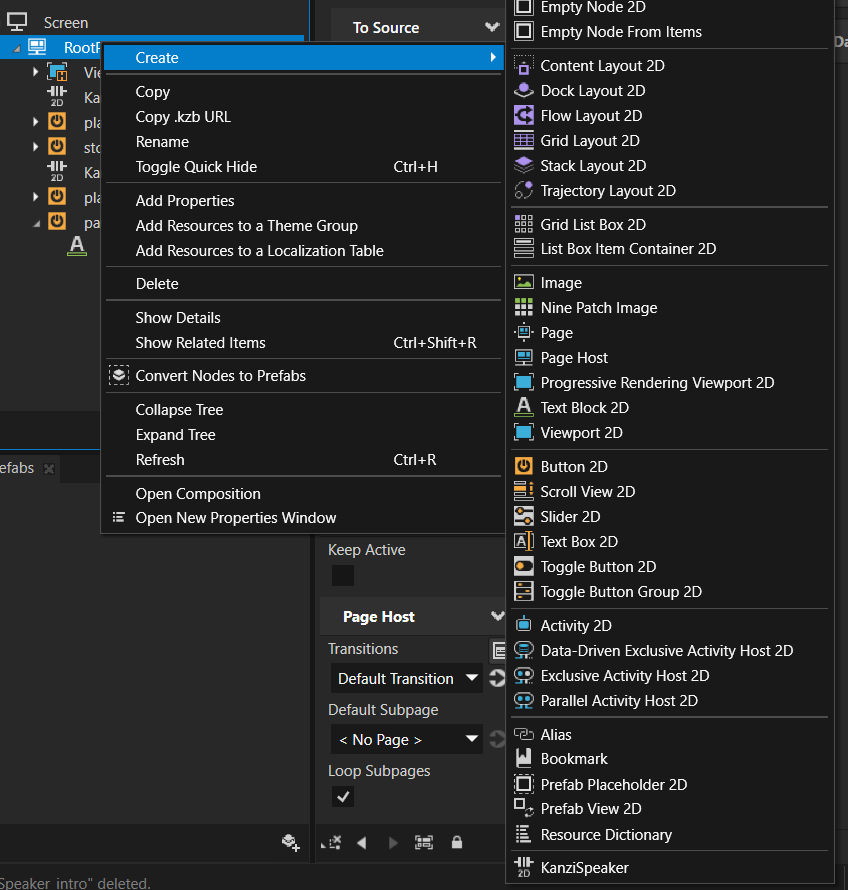 Screen
RootP
Vie
Ka
2D
pla
sto
Ka
2D
pla
pa
A
efabs
Speaker_intro" deleted.
To Source
Create
Copy
Copy .kzb URL
Rename
Toggle Quick Hide Ctrl+H
Add Properties
Add Resources to a Theme Group
Add Resources to a Localization Table
Delete
Show Details
Show Related Items Ctrl+Shift+R
Convert Nodes to Prefabs
Collapse Tree
Expand Tree
Refresh Ctrl+R
Open Composition
Open New Properties Window
Keep Active
Page Host
Transitions
Default Transition
Default Subpage
< No Page >
Loop Subpages
Empty Node 2D
Empty Node From Items
Content Layout 2D
Dock Layout 2D
Flow Layout 2D
Grid Layout 2D
Stack Layout 2D
Trajectory Layout 2D
Grid List Box 2D
List Box Item Container 2D
Image
Nine Patch Image
Page
Page Host
Progressive Rendering Viewport 2D
Text Block 2D
Viewport 2D
Button 2D
Scroll View 2D
Slider 2D
Text Box 2D
Toggle Button 2D
Toggle Button Group 2D
Activity 2D
Data-Driven Exclusive Activity Host 2D
Exclusive Activity Host 2D
Parallel Activity Host 2D
Alias
Bookmark
Prefab Placeholder 2D
Prefab View 2D
Resource Dictionary
KanziSpeaker
2D
Da